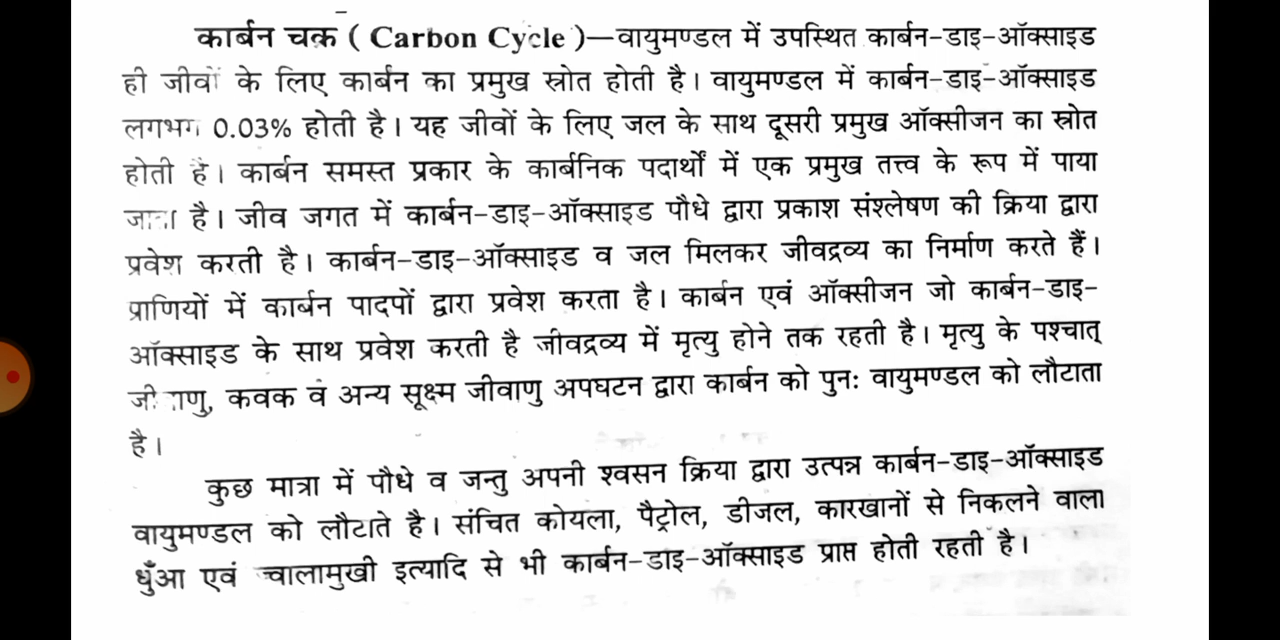 कार्बन चक्र ( Carbon Cycle )—वायुमण्डल में उपस्थित कार्बन-डाइ-ऑक्साइड
ही जीवों के लिए कार्बन का प्रमुख स्रोत होती है। वायुमण्डल में कार्बन-डाइ-ऑक्साइड
लगभग 0.03% होती है। यह जीवों के लिए जल के साथ दूसरी प्रमुख ऑक्सीजन का स्रोत
होती है। कार्बन समस्त प्रकार के कार्बनिक पदार्थों में एक प्रमुख तत्त्व के रूप में पाया
जाता है। जीव जगत में कार्बन-डाइ-ऑक्साइड पौधे द्वारा प्रकाश संश्लेषण की क्रिया द्वारा
प्रवेश करती है। कार्बन-डाइ-ऑक्साइड व जल मिलकर जीवद्रव्य का निर्माण करते हैं।
प्राणियों में कार्बन पादपों द्वारा प्रवेश करता है। कार्बन एवं ऑक्सीजन जो कार्बन-डाइ-
ऑक्साइड के साथ प्रवेश करती है जीवद्रव्य में मृत्यु होने तक रहती है। मृत्यु के पश्चात्
कवक व अन्य सूक्ष्म जीवाणु अपघटन द्वारा कार्बन को पुनः वायुमण्डल को लौटाता
है।
कुछ मात्रा में पौधे व जन्तु अपनी श्वसन क्रिया द्वारा उत्पन्न कार्बन-डाइ-ऑक्साइड
वायुमण्डल को लौटाते है। संचित कोयला, पैट्रोल, डीजल, कारखानों से निकलने वाला
धुँआ एवं ज्वालामुखी इत्यादि से भी कार्बन-डाइ-ऑक्साइड प्राप्त होती रहती है।